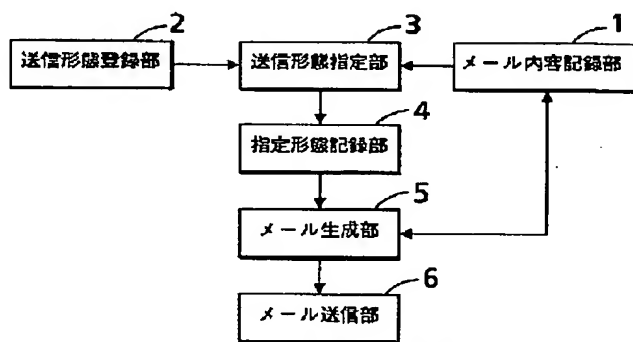 2
3
1
送信形態登録部
送信形態指定部
メール内容記録部
4
指定形態記録部
5
メール生成部
6
メール送信部